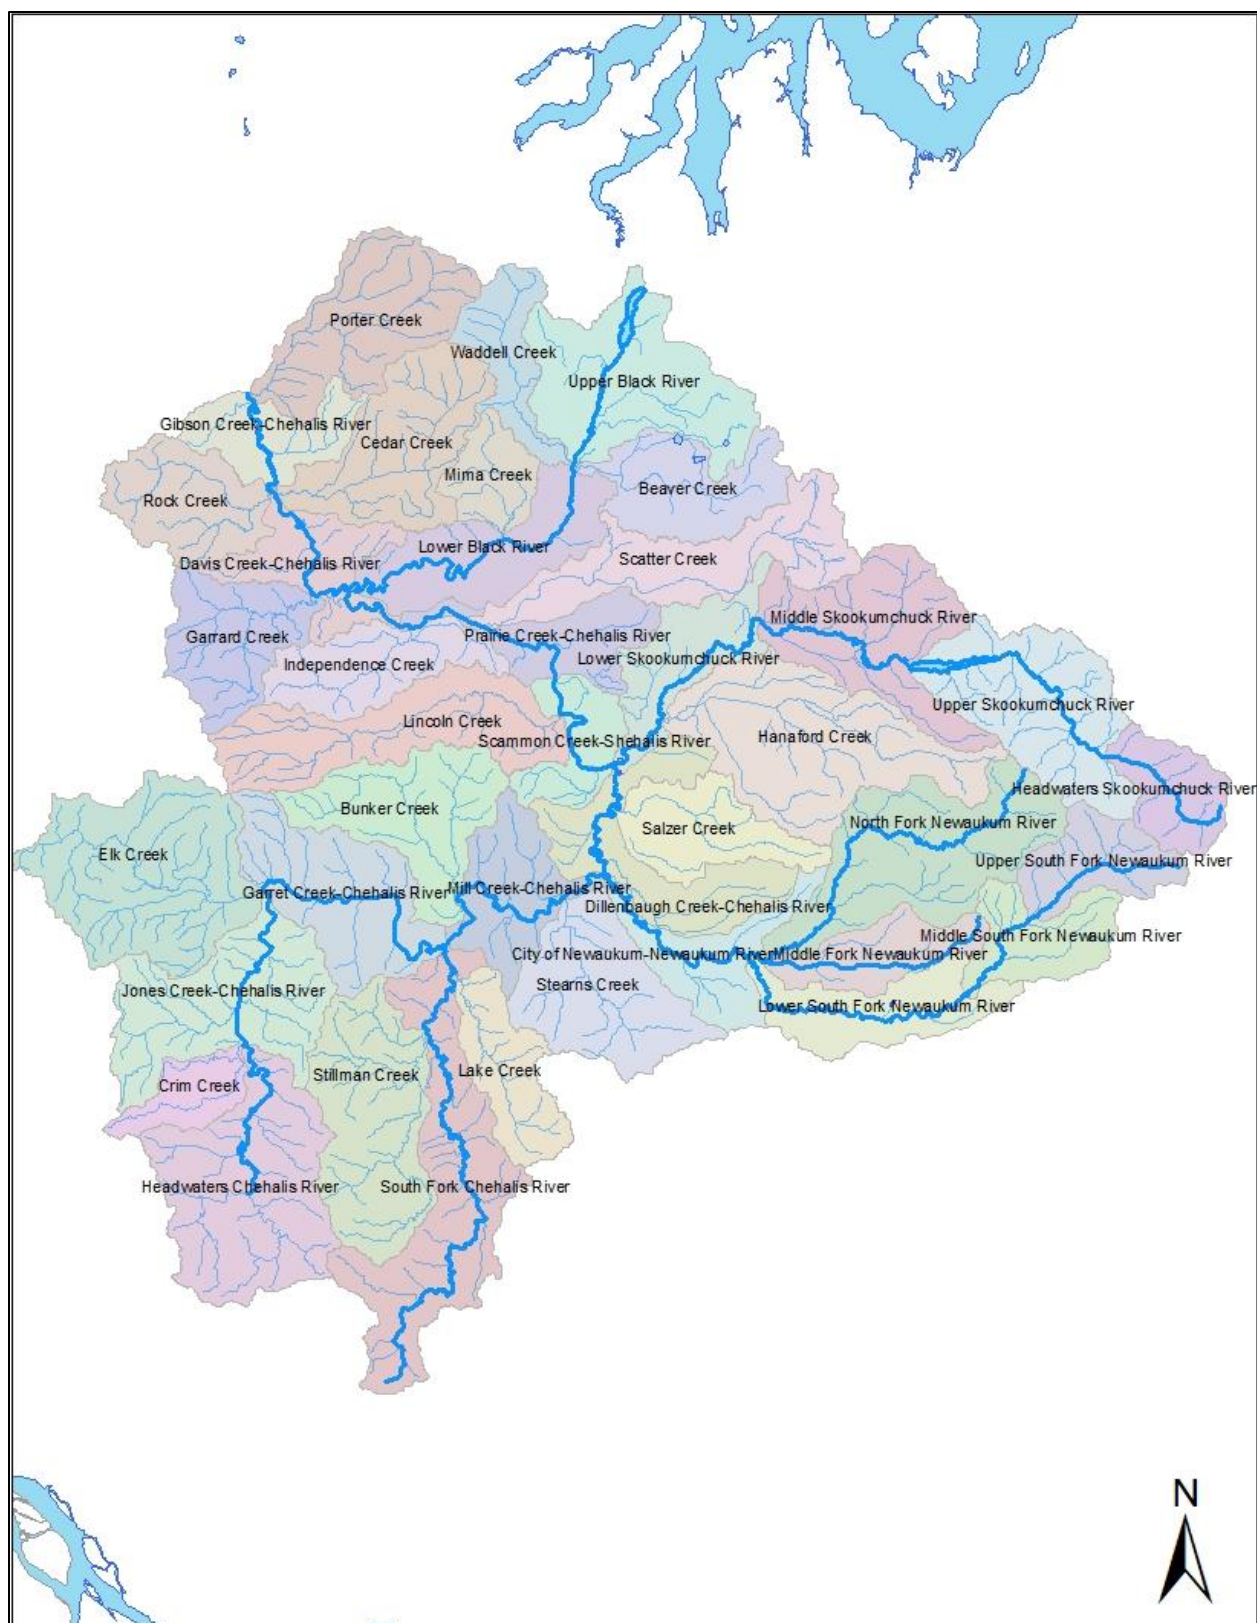 Porter Creek
Waddell Creek
Upper Black River
Gibson Creek-Chehalis River
Cedar Creek
Mima Creek
Beaver Creek
Rock Creek
Lower Black River
Scatter Creek
Davis Creek-Chehalis River
Middle Skookumchuck River
Garrard Creek
Prairie Creek-Chehalis River
Independence Creek
Lower Skookumchuck River
Upper Skookumchuck River
Lincoln Creek
Hanaford Creek
Scammon Creek-Shehalis River
Headwaters Skookumchuck River
Bunker Creek
North Fork Newaukum River
Salzer Creek
Elk Creek
Upper South Fork Newaukum River
Garret Creek-Chehalis River
Mill Creek-Chehalis River
Dillenbaugh Creek-Chehalis River
Middle South Fork Newaukum River
City of Newaukum-Newaukum River
Middle Fork Newaukum River
Stearns Creek
Jones Creek-Chehalis River
Lower South Fork Newaukum River
Lake Creek
Stillman Creek
Crim Creek
Headwaters Chehalis River
South Fork Chehalis River
N